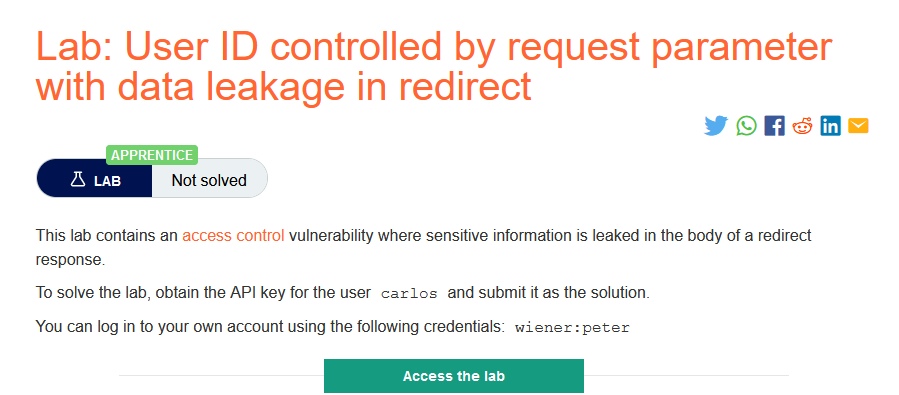 Lab: User ID controlled by request parameter
with data leakage in redirect
APPRENTICE
LAB
Not solved
This lab contains an access control vulnerability where sensitive information is leaked in the body of a redirect
response.
To solve the lab, obtain the API key for the user carlos and submit it as the solution.
You can log in to your own account using the following credentials: wiener:peter
Access the lab